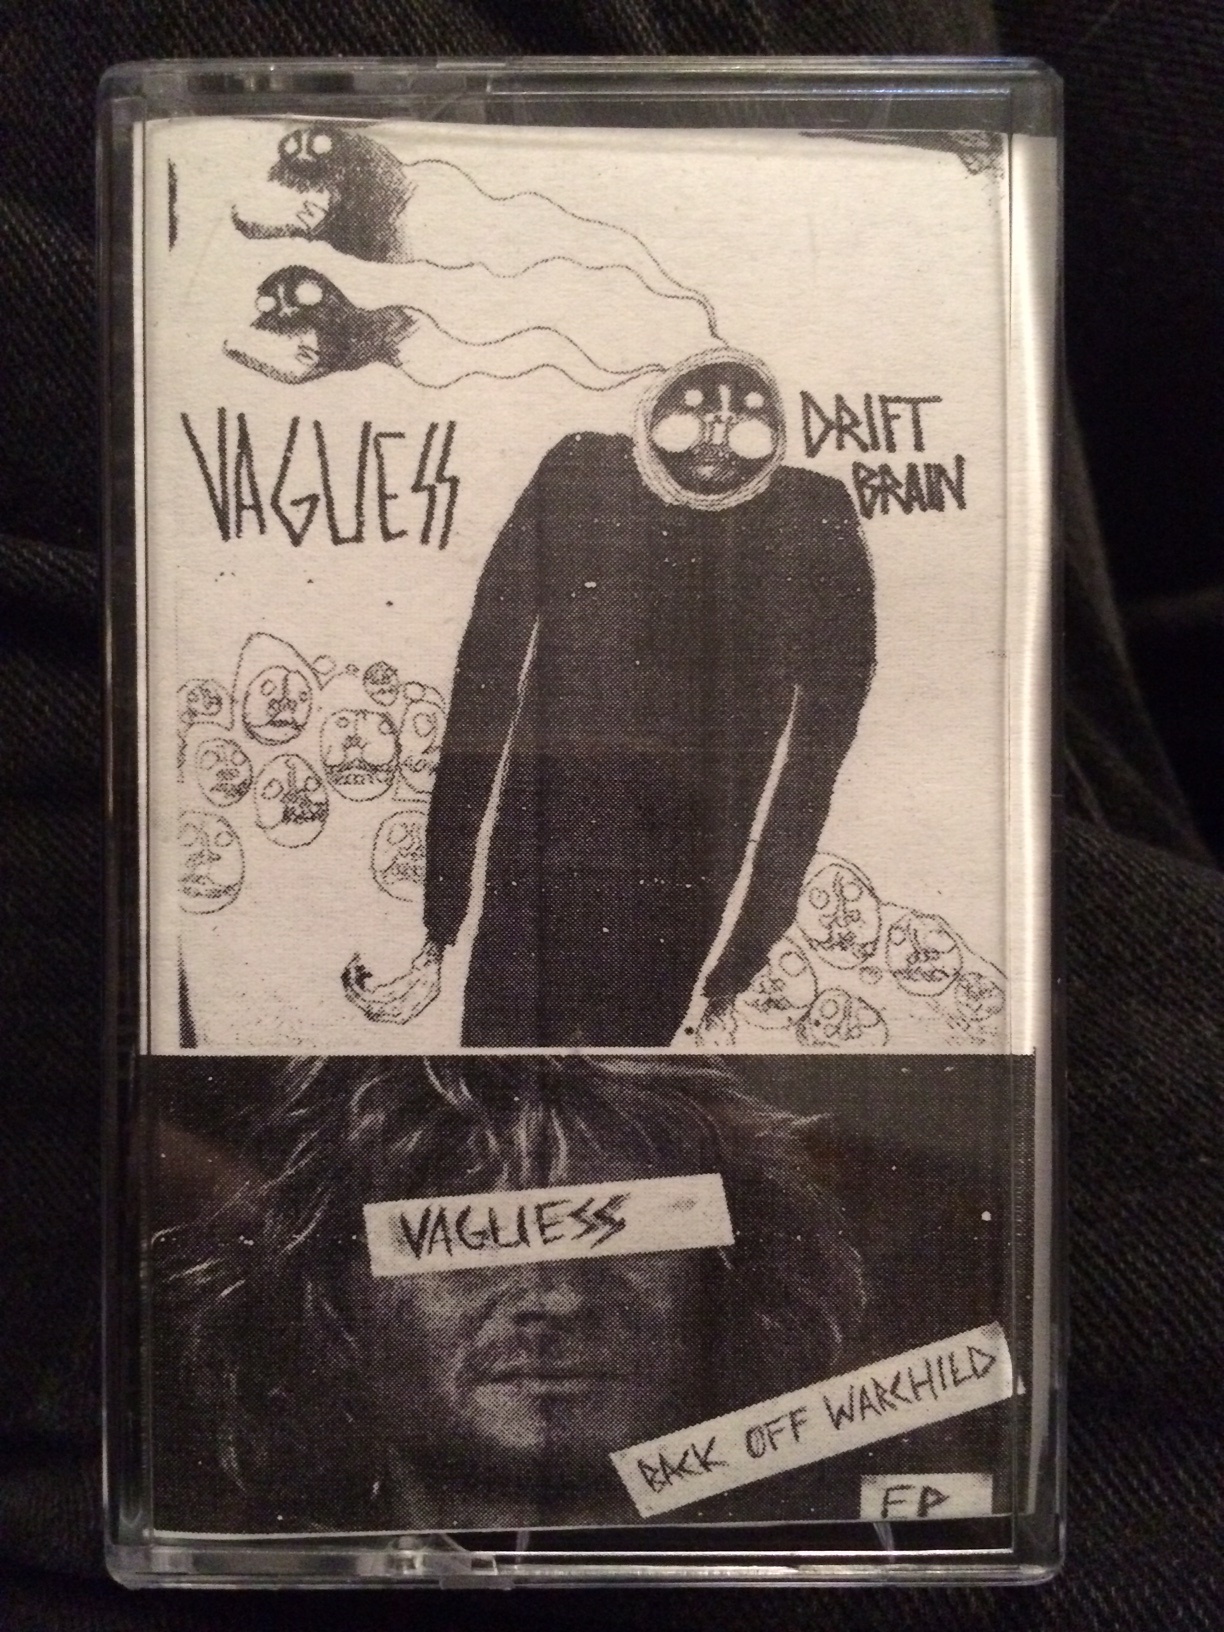 VAGUESS
DRIFT
BRAIN
VAGUESS
BACK OFF WARCHILD
EP